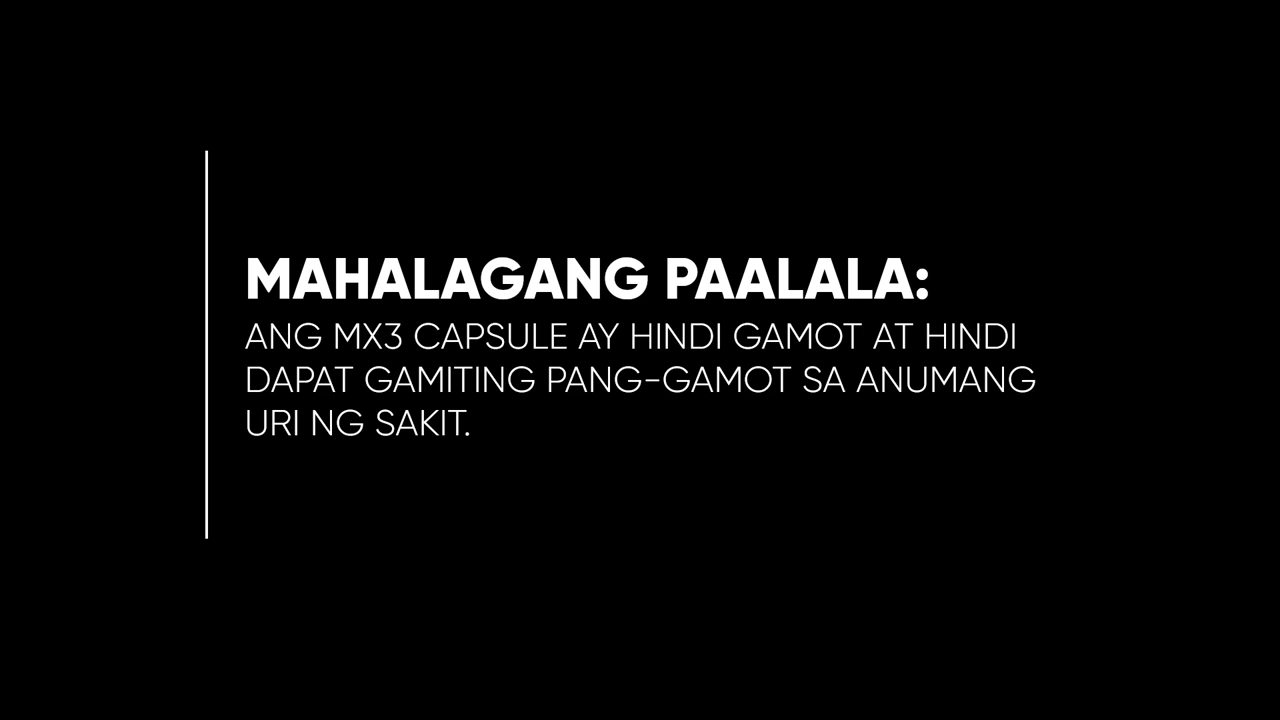 MAHALAGANG PAALALA:
ANG MX3 CAPSULE AY HINDI GAMOT AT HINDI
DAPAT GAMITING PANG-GAMOT SA ANUMANG
URI NG SAKIT.